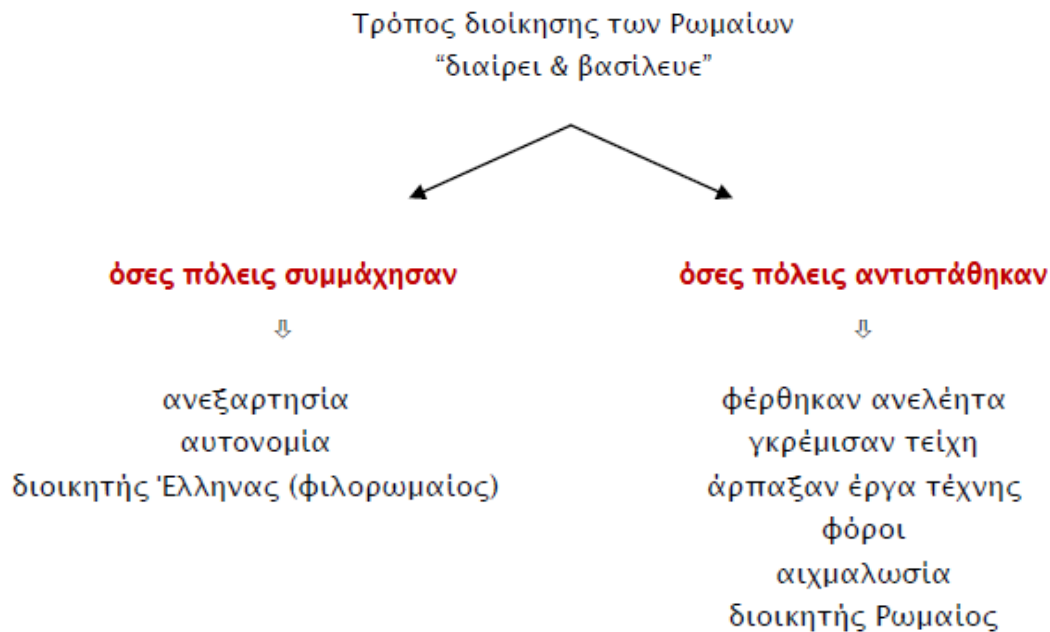 Τρόπος διοίκησης των Ρωμαίων
“διαίρει & βασίλευε”
όσες πόλεις συμμάχησαν
⇩
ανεξαρτησία
αυτονομία
διοικητής Έλληνας (φιλορωμαίος)
όσες πόλεις αντιστάθηκαν
⇩
φέρθηκαν ανελέητα
γκρέμισαν τείχη
άρπαξαν έργα τέχνης
φόροι
αιχμαλωσία
διοικητής Ρωμαίος